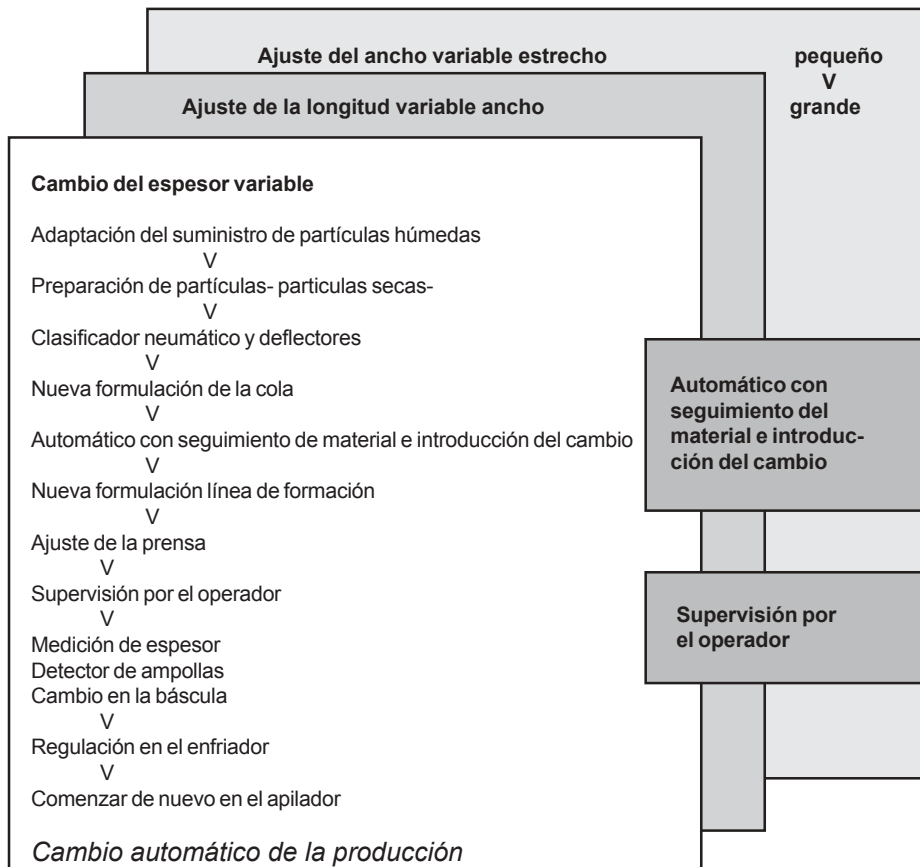 Ajuste del ancho variable estrecho
pequeño
V
grande
Ajuste de la longitud variable ancho
Cambio del espesor variable
Adaptación del suministro de partículas húmedas
V
Preparación de partículas- particulas secas-
V
Clasificador neumático y deflectores
V
Nueva formulación de la cola
V
Automático con seguimiento de material e introducción del cambio
V
Nueva formulación línea de formación
V
Ajuste de la prensa
V
Supervisión por el operador
V
Medición de espesor
Detector de ampollas
Cambio en la báscula
V
Regulación en el enfriador
V
Comenzar de nuevo en el apilador
Cambio automático de la producción
Automático con
seguimiento del
material e introduc-
ción del cambio
Supervisión por
el operador